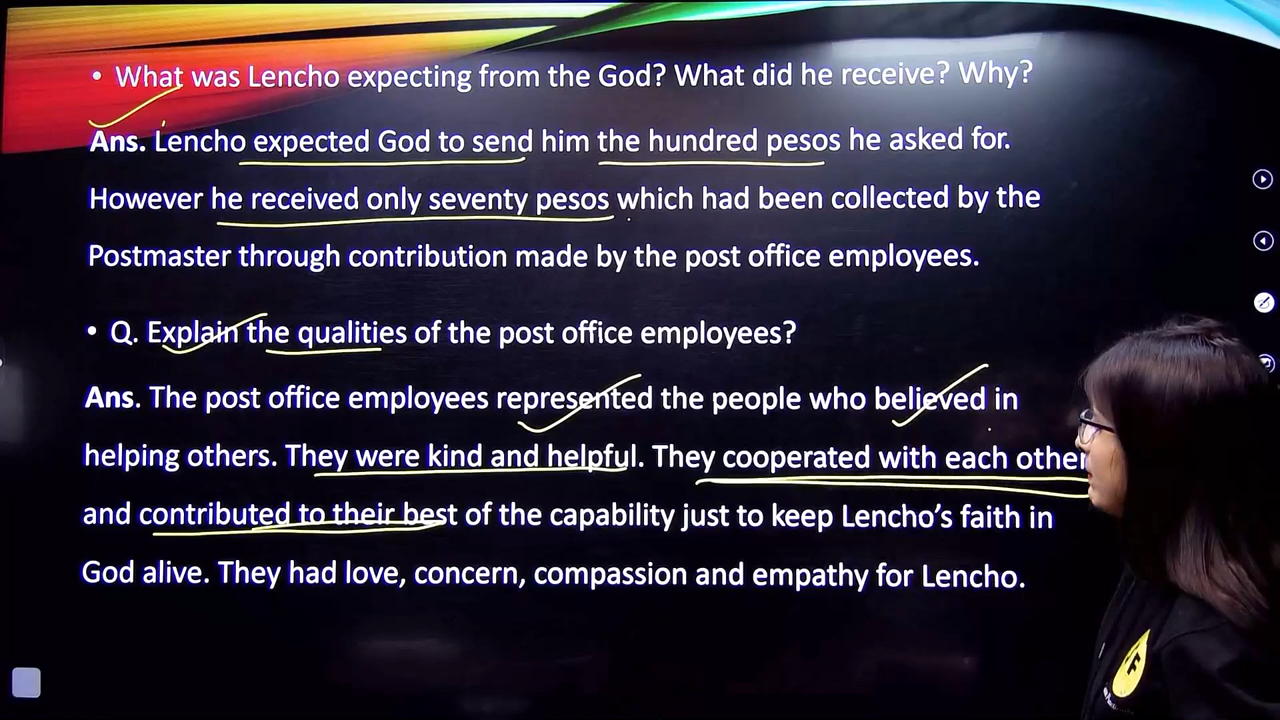 • What was Lencho expecting from the God? What did he receive? Why?
Ans. Lencho expected God to send him the hundred pesos he asked for.
However he received only seventy pesos which had been collected by the
Postmaster through contribution made by the post office employees.
• Q. Explain the qualities of the post office employees?
Ans. The post office employees represented the people who believed in
helping others. They were kind and helpful. They cooperated with each other
and contributed to their best of the capability just to keep Lencho's faith in
God alive. They had love, concern, compassion and empathy for Lencho.